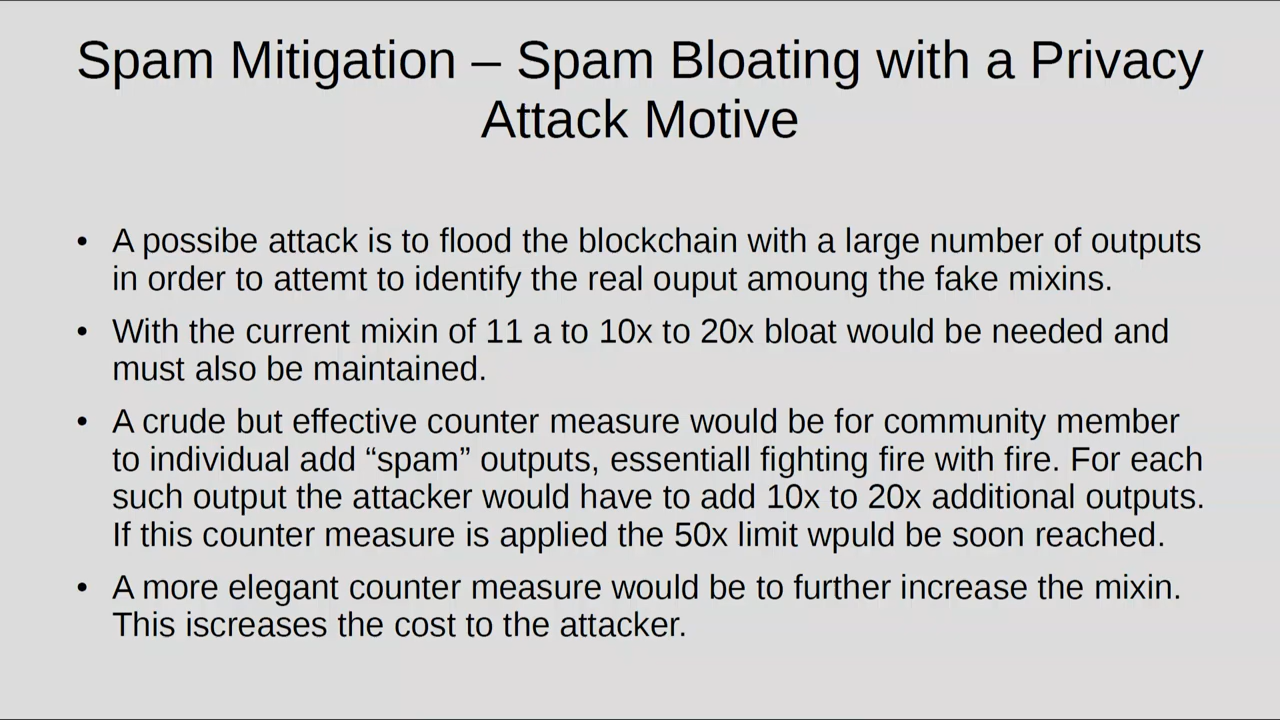 Spam Mitigation – Spam Bloating with a Privacy
Attack Motive
• A possibe attack is to flood the blockchain with a large number of outputs
in order to attemt to identify the real ouput amoung the fake mixins.
• With the current mixin of 11 a to 10x to 20x bloat would be needed and
must also be maintained.
• A crude but effective counter measure would be for community member
to individual add “spam” outputs, essentiall fighting fire with fire. For each
such output the attacker would have to add 10x to 20x additional outputs.
If this counter measure is applied the 50x limit wpuld be soon reached.
• A more elegant counter measure would be to further increase the mixin.
This iscreases the cost to the attacker.